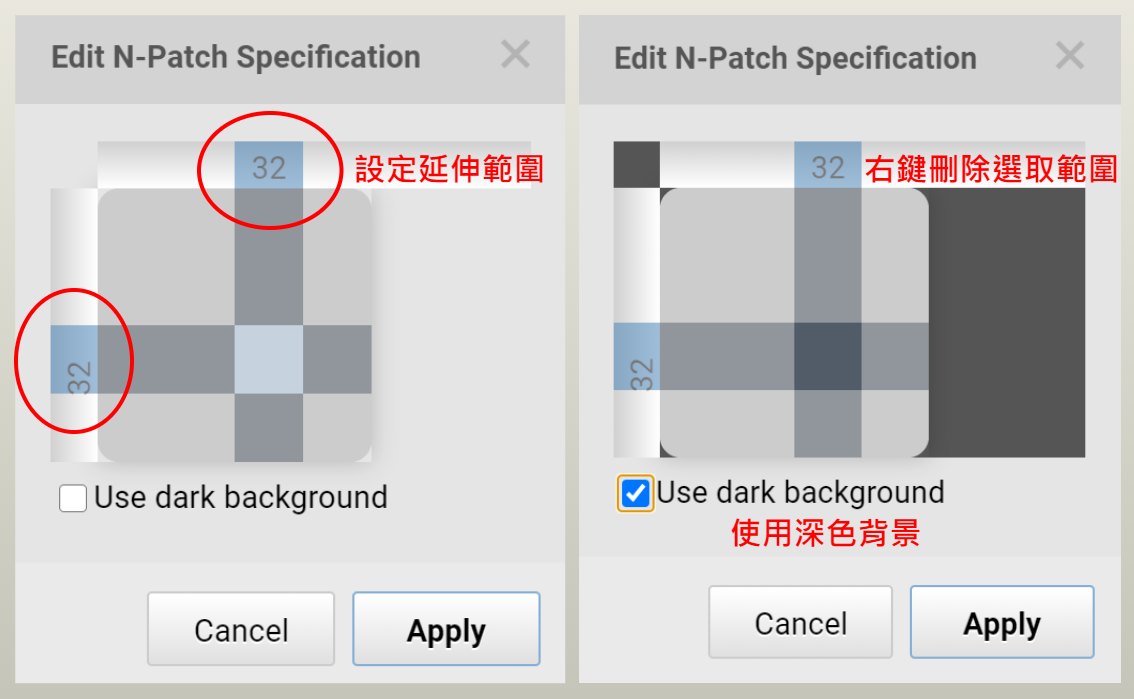 Edit N-Patch Specification
32
設定延伸範圍
32
Use dark background
Cancel
Apply
Edit N-Patch Specification
32
右鍵刪除選取範圍
32
Use dark background
使用深色背景
Cancel
Apply